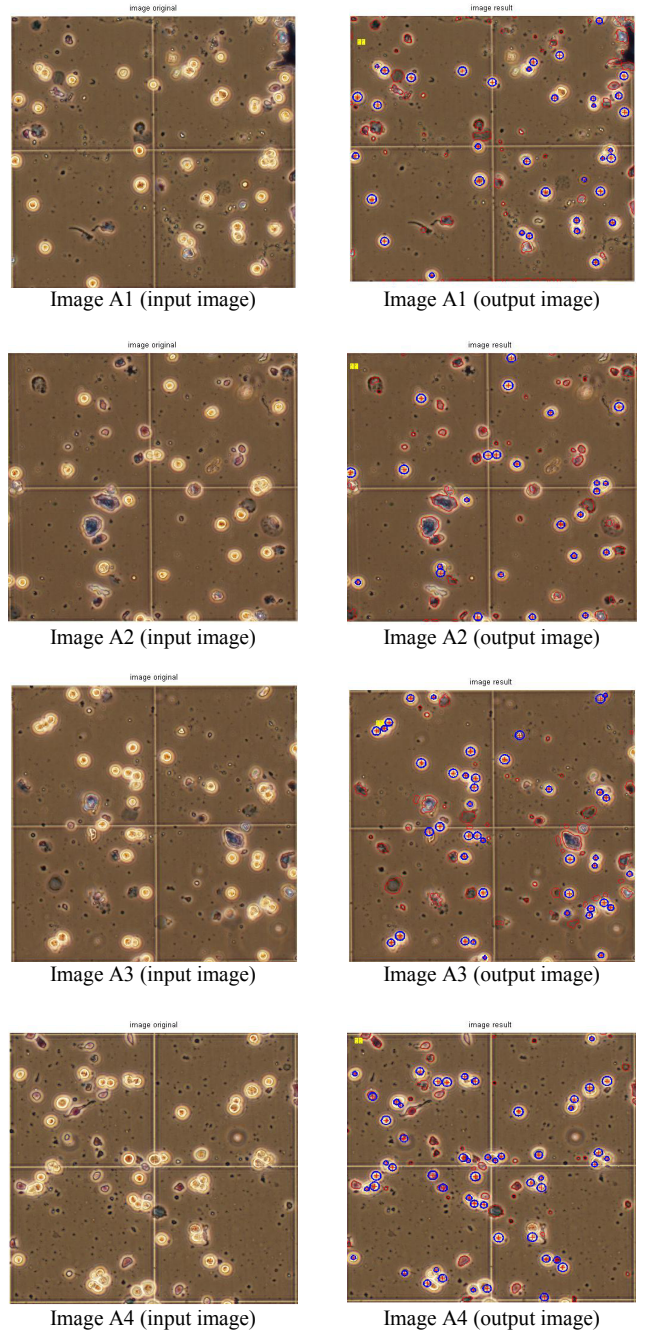 image original
image result
Image A1 (input image)
Image A1 (output image)
image original
image result
Image A2 (input image)
Image A2 (output image)
image original
image result
Image A3 (input image)
Image A3 (output image)
image original
image result
Image A4 (input image)
Image A4 (output image)